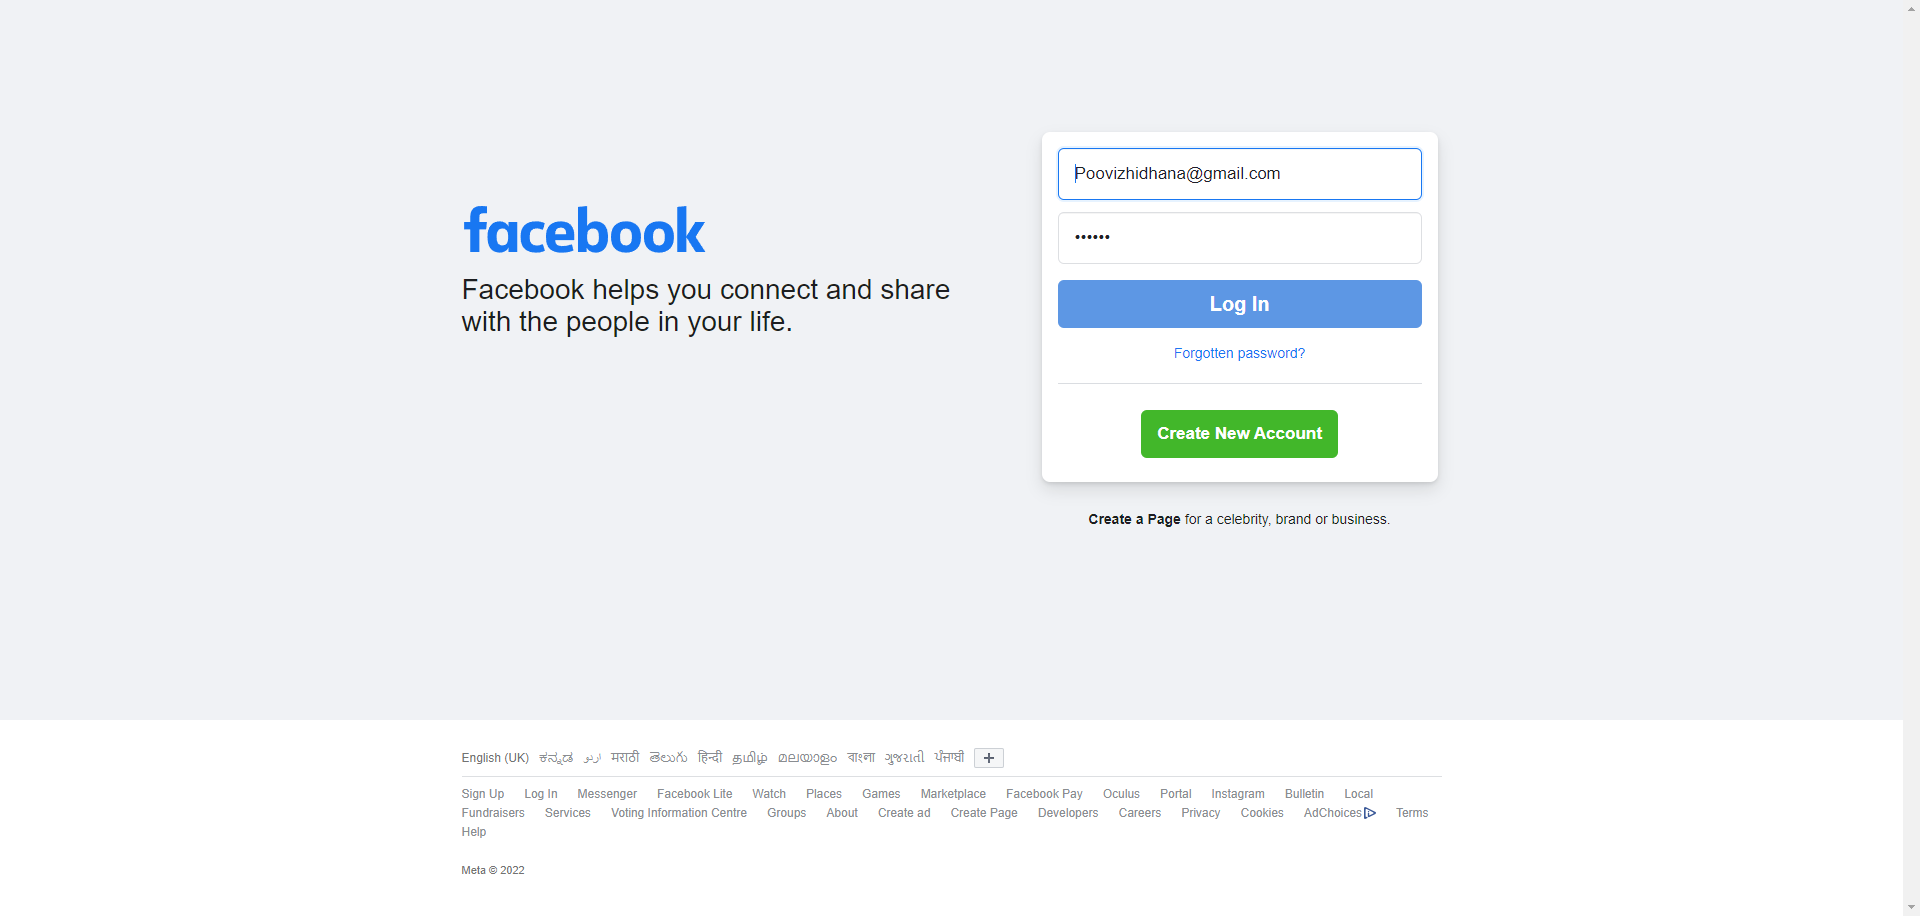 facebook
Facebook helps you connect and share
with the people in your life.
Poovizhidhana@gmail.com
••••••
Log In
Forgotten password?
Create New Account
Create a Page for a celebrity, brand or business.
English (UK) ಕನ್ನಡ اردو मराठी తెలుగు हिन्दी தமிழ் മലയാളം বাংলা ગુજરાતી ਪੰਜਾਬੀ +
Sign Up Log In Messenger Facebook Lite Watch Places Games Marketplace Facebook Pay Oculus Portal Instagram Bulletin Local
Fundraisers Services Voting Information Centre Groups About Create ad Create Page Developers Careers Privacy Cookies AdChoices Terms
Help
Meta © 2022